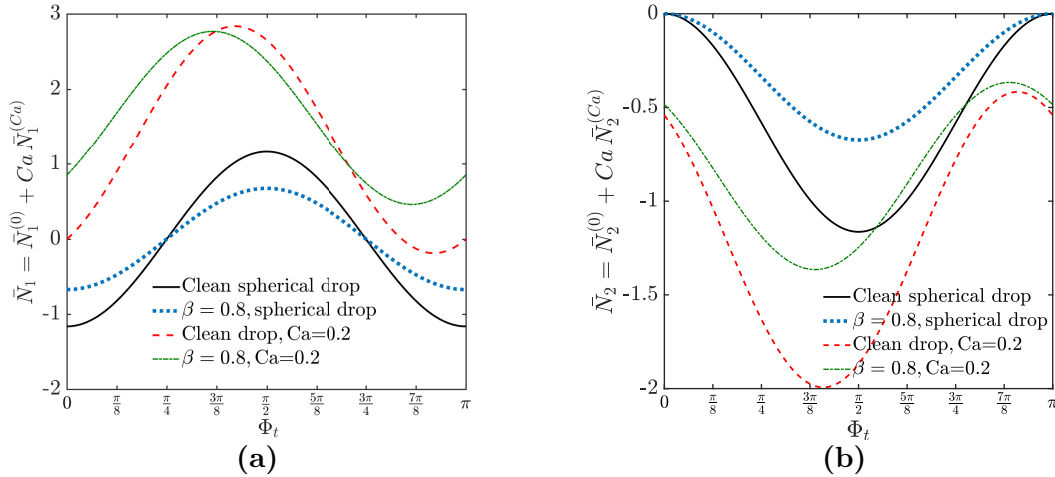 3
2
1
0
-1
-2
N̄₁ = N̄₁⁽⁰⁾ + Ca N̄₁⁽ᶜᵃ⁾
Clean spherical drop
β = 0.8, spherical drop
Clean drop, Ca=0.2
β = 0.8, Ca=0.2
0 π/8 π/4 3π/8 π/2 5π/8 3π/4 7π/8 π
Φₜ
(a)
0
-0.5
-1
-1.5
-2
N̄₂ = N̄₂⁽⁰⁾ + Ca N̄₂⁽ᶜᵃ⁾
Clean spherical drop
β = 0.8, spherical drop
Clean drop, Ca=0.2
β = 0.8, Ca=0.2
0 π/8 π/4 3π/8 π/2 5π/8 3π/4 7π/8 π
Φₜ
(b)